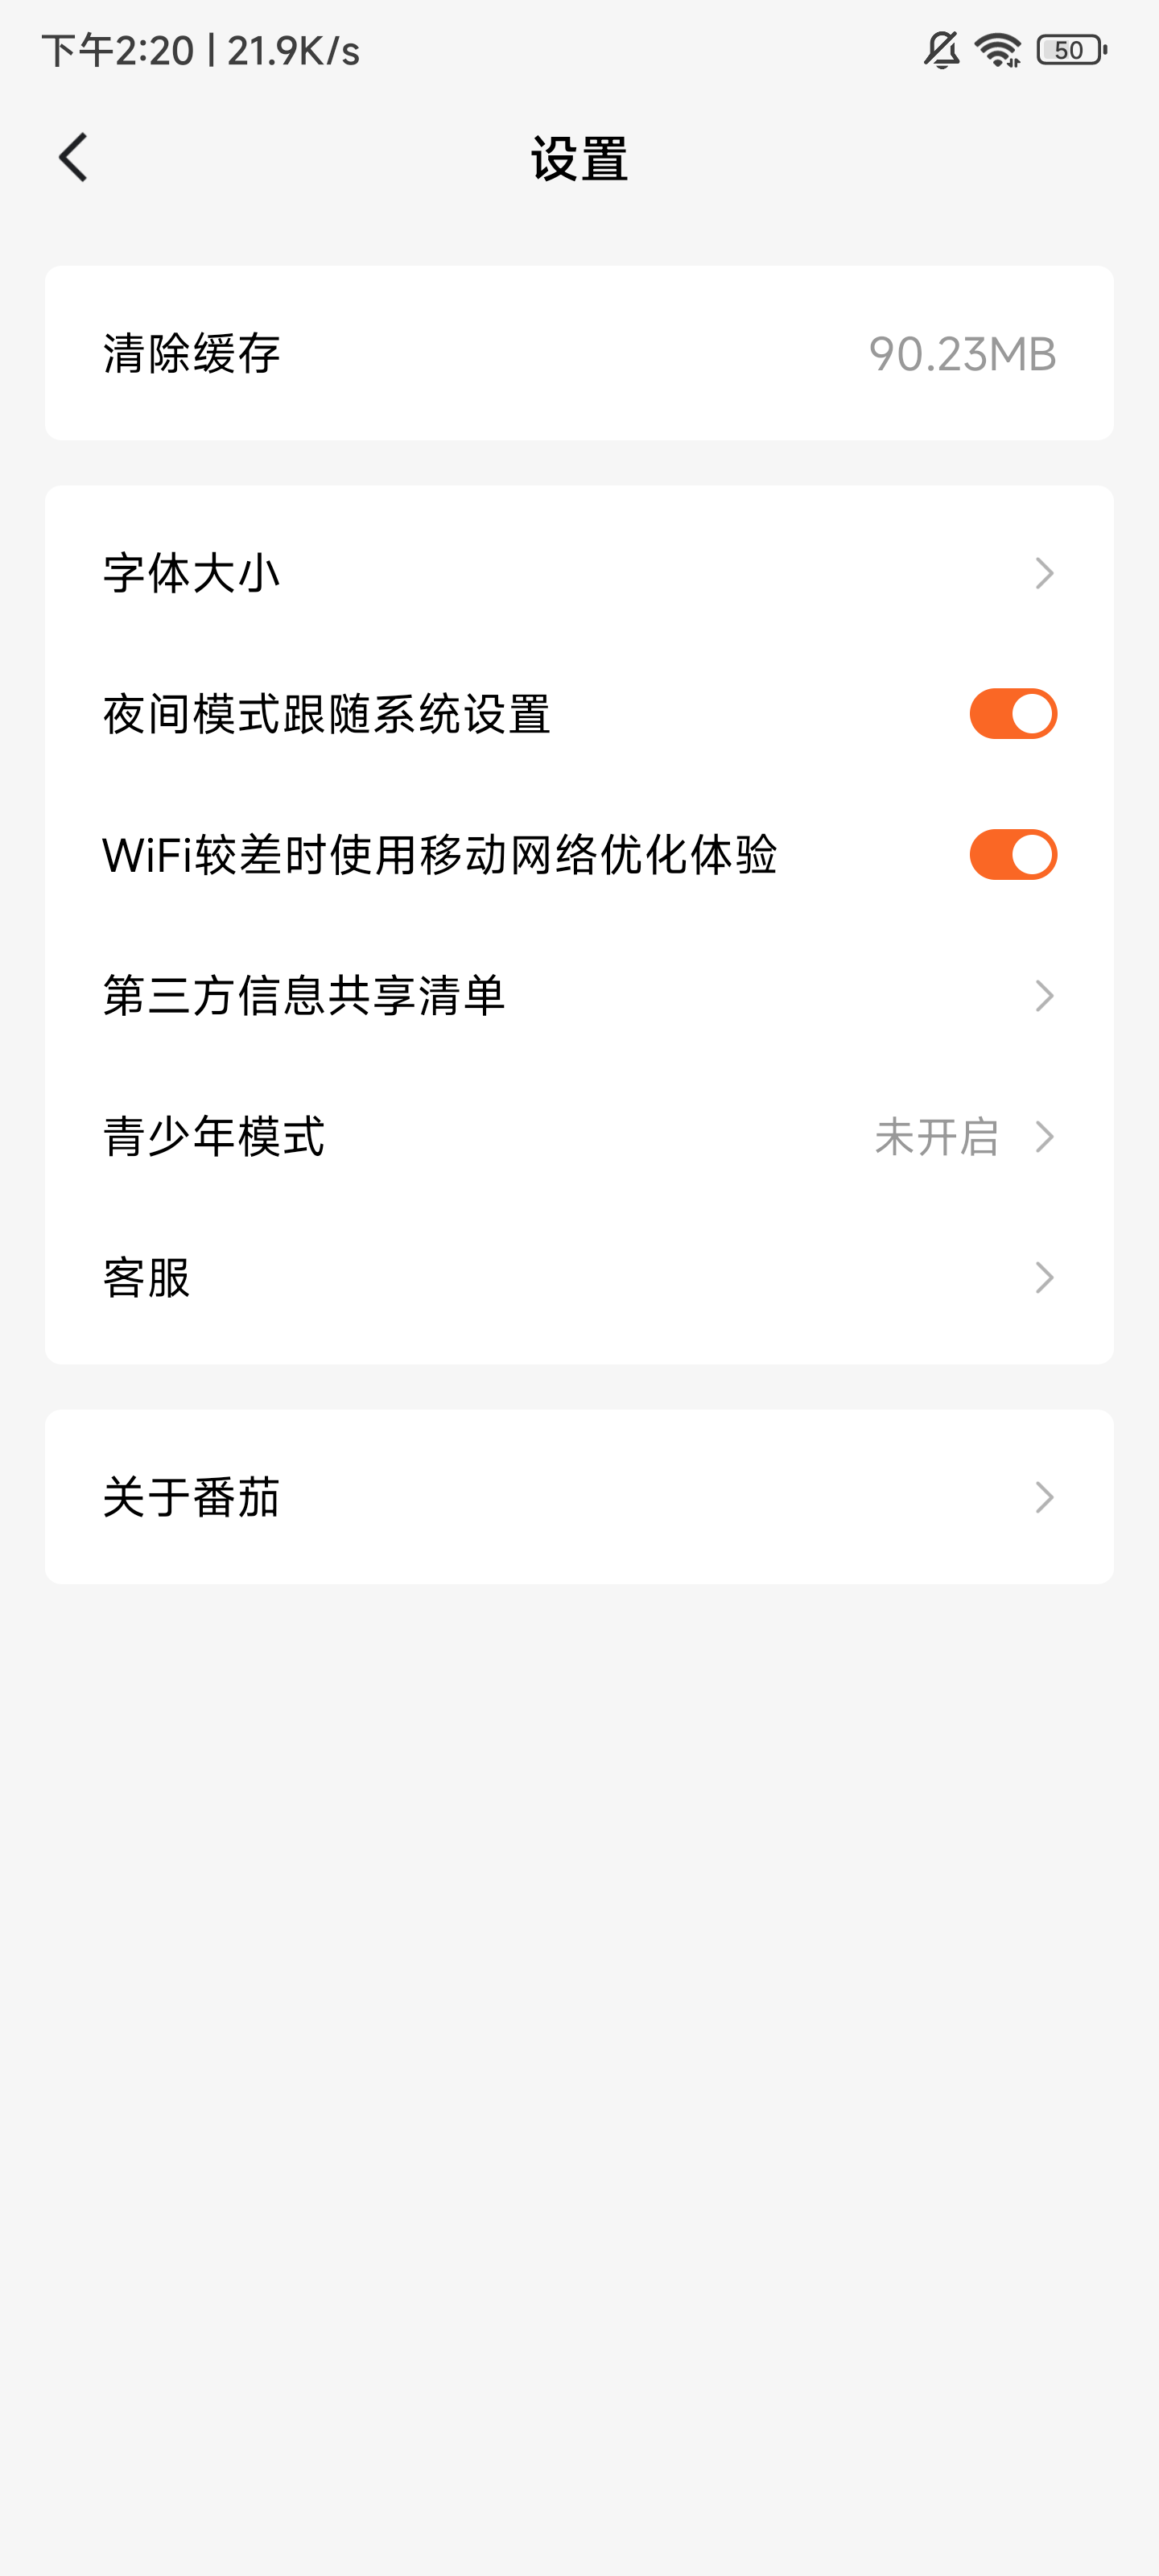 下午2:20 | 21.9K/s
50
设置
清除缓存 90.23MB
字体大小
夜间模式跟随系统设置
WiFi较差时使用移动网络优化体验
第三方信息共享清单
青少年模式 未开启
客服
关于番茄